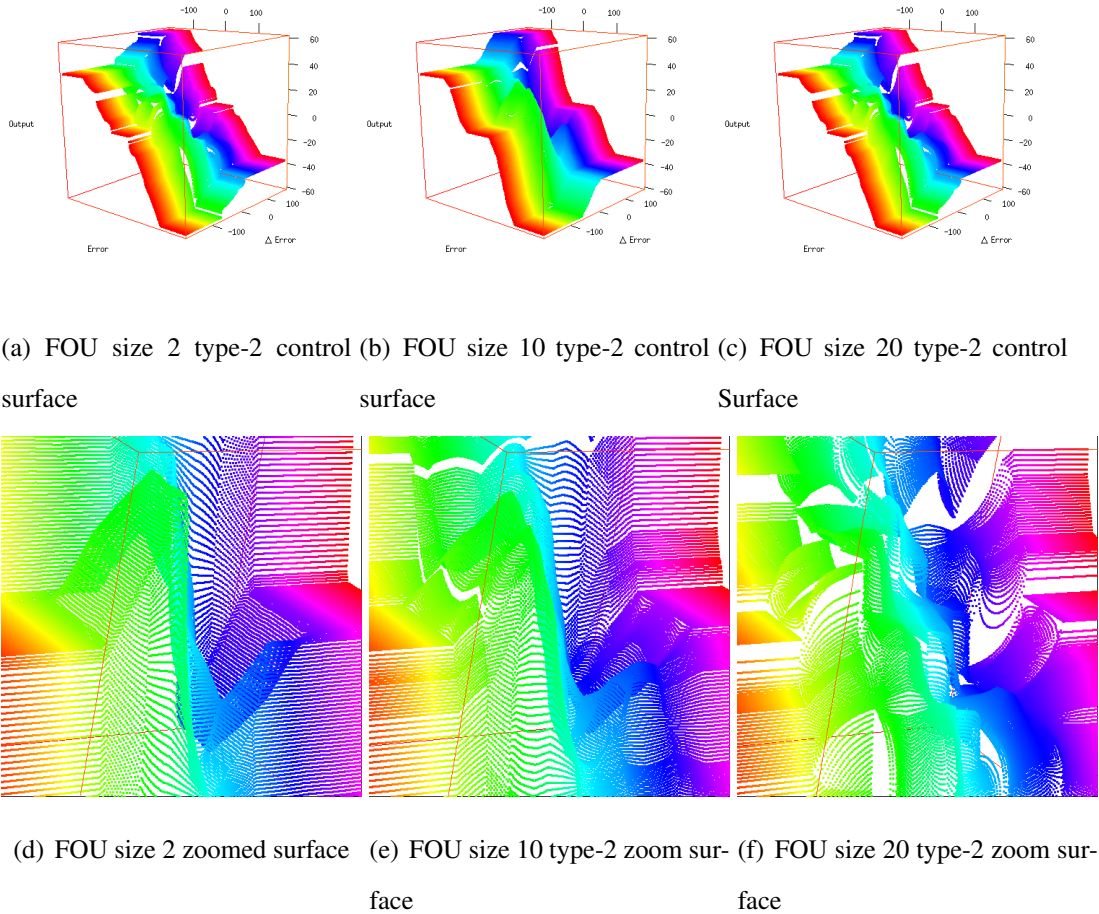 -100 0 100
60
40
20
0
-20
-40
-60
100
0
-100
Output
Error
Δ Error
-100 0 100
60
40
20
0
-20
-40
-60
100
0
-100
Output
Error
Δ Error
-100 0 100
60
40
20
0
-20
-40
-60
100
0
-100
Output
Error
Δ Error
(a) FOU size 2 type-2 control
surface
(b) FOU size 10 type-2 control
surface
(c) FOU size 20 type-2 control
Surface
(d) FOU size 2 zoomed surface
(e) FOU size 10 type-2 zoom sur-
face
(f) FOU size 20 type-2 zoom sur-
face